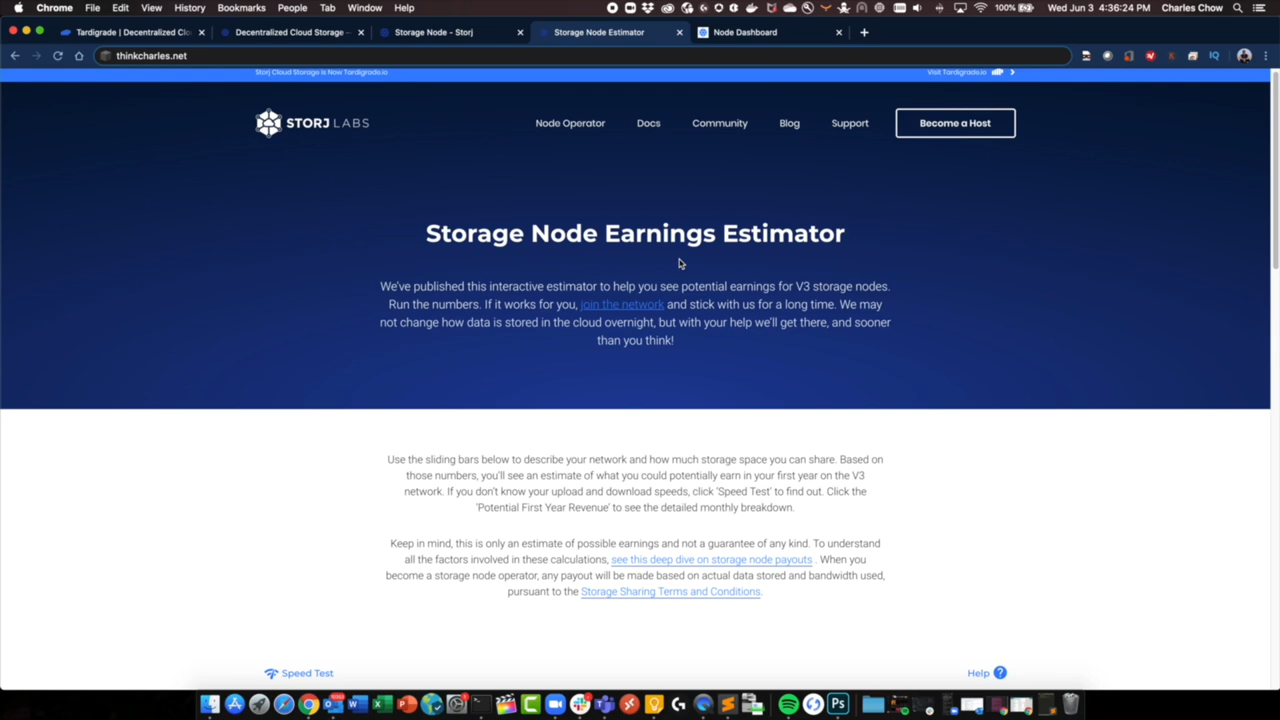 Chrome File Edit View History Bookmarks People Tab Window Help 100% Wed Jun 3 4:36:24 PM Charles Chow
Tardigrade | Decentralized Clo
Decentralized Cloud Storage —
Storage Node - Storj
Storage Node Estimator
Node Dashboard
thinkcharles.net
Storj Cloud Storage is Now Tardigrade.io
Visit Tardigrade.io
STORJ LABS
Node Operator
Docs
Community
Blog
Support
Become a Host
Storage Node Earnings Estimator
We've published this interactive estimator to help you see potential earnings for V3 storage nodes.
Run the numbers. If it works for you, join the network and stick with us for a long time. We may
not change how data is stored in the cloud overnight, but with your help we'll get there, and sooner
than you think!
Use the sliding bars below to describe your network and how much storage space you can share. Based on
those numbers, you'll see an estimate of what you could potentially earn in your first year on the V3
network. If you don't know your upload and download speeds, click 'Speed Test' to find out. Click the
'Potential First Year Revenue' to see the detailed monthly breakdown.
Keep in mind, this is only an estimate of possible earnings and not a guarantee of any kind. To understand
all the factors involved in these calculations, see this deep dive on storage node payouts . When you
become a storage node operator, any payout will be made based on actual data stored and bandwidth used,
pursuant to the Storage Sharing Terms and Conditions.
Speed Test
Help ?
Ps